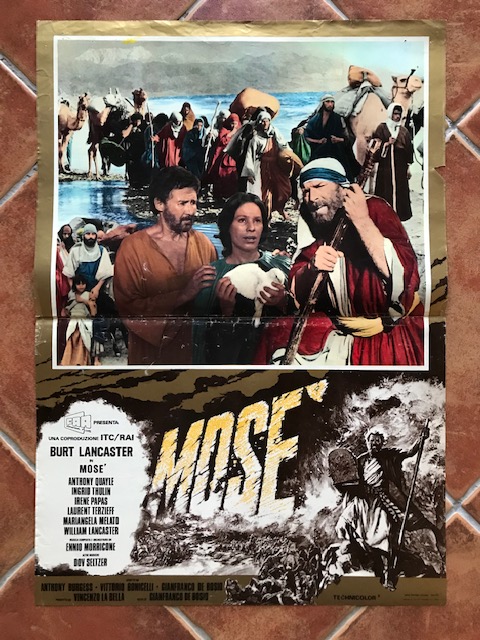 PRESENTA
UNA COPRODUZIONE ITC/RAI
BURT LANCASTER
in
MOSE'
ANTHONY QUAYLE
INGRID THULIN
IRENE PAPAS
LAURENT TERZIEFF
MARIANGELA MELATO
WILLIAM LANCASTER
ENNIO MORRICONE
DOV SELTZER
MOSE'
ANTHONY BURGESS - VITTORIO BONICELLI - GIANFRANCO DE BOSIO
VINCENZO LA BELLA GIANFRANCO DE BOSIO
TECHNICOLOR